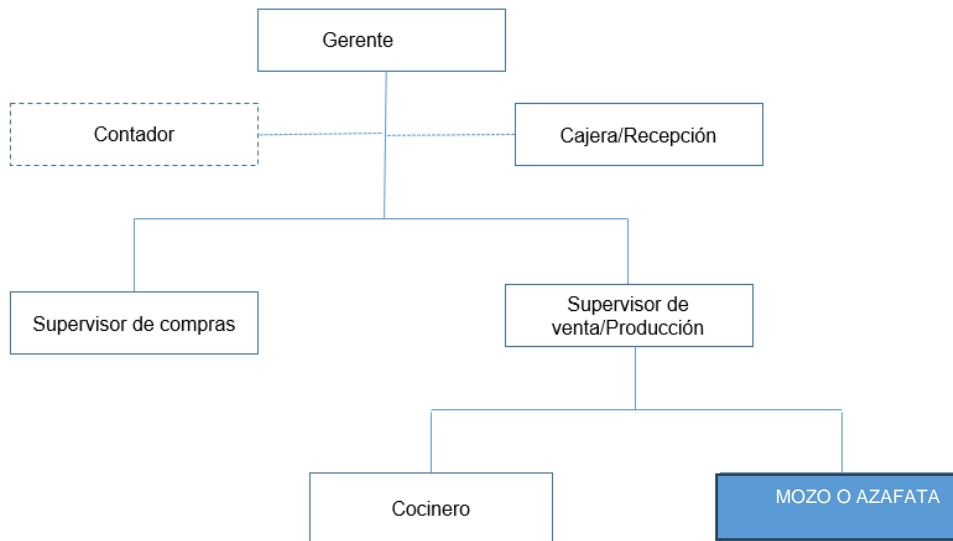 Gerente
Contador
Cajera/Recepción
Supervisor de compras
Supervisor de
venta/Producción
Cocinero
MOZO O AZAFATA